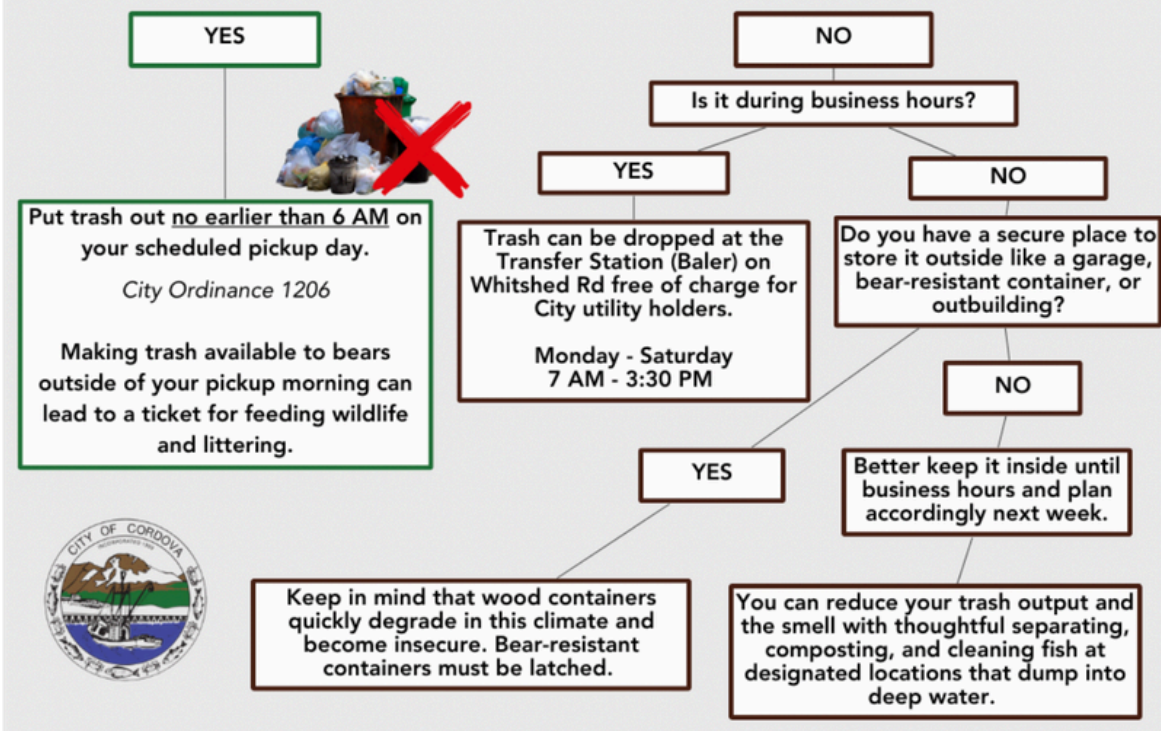 YES
NO
Is it during business hours?
YES
NO
Put trash out no earlier than 6 AM on
your scheduled pickup day.
City Ordinance 1206
Making trash available to bears
outside of your pickup morning can
lead to a ticket for feeding wildlife
and littering.
Trash can be dropped at the
Transfer Station (Baler) on
Whitshed Rd free of charge for
City utility holders.
Monday - Saturday
7 AM - 3:30 PM
Do you have a secure place to
store it outside like a garage,
bear-resistant container, or
outbuilding?
NO
YES
Better keep it inside until
business hours and plan
accordingly next week.
CITY OF CORDOVA
Keep in mind that wood containers
quickly degrade in this climate and
become insecure. Bear-resistant
containers must be latched.
You can reduce your trash output and
the smell with thoughtful separating,
composting, and cleaning fish at
designated locations that dump into
deep water.